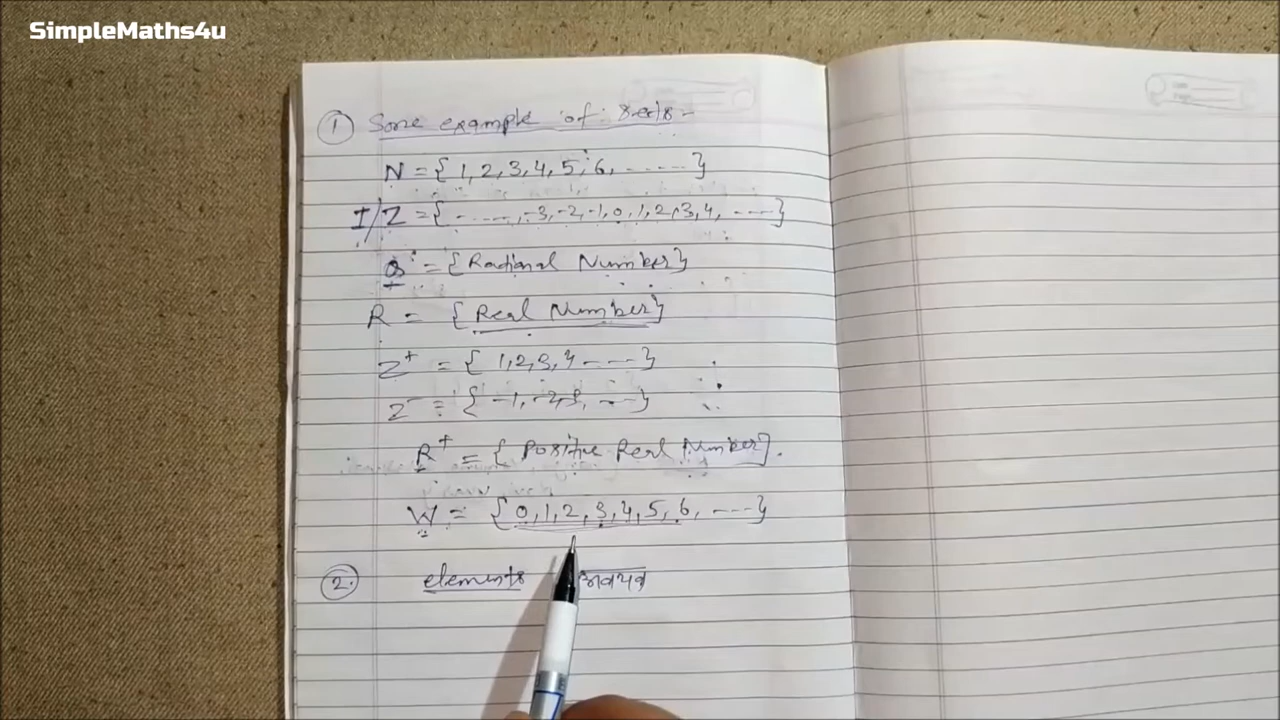 SimpleMaths4u
① Some example of sets-
N = { 1, 2, 3, 4, 5, 6, ...... }
I/Z = { - ....., -3, -2, -1, 0, 1, 2, 3, 4, ..... }
Q = { Rational Number }
R = { Real Number }
Z⁺ = { 1, 2, 3, 4 ..... }
Z⁻ = { -1, -2, 3, .... }
R⁺ = { Positive Real Number }.
W = { 0, 1, 2, 3, 4, 5, 6, .... }
②. elements अवयव